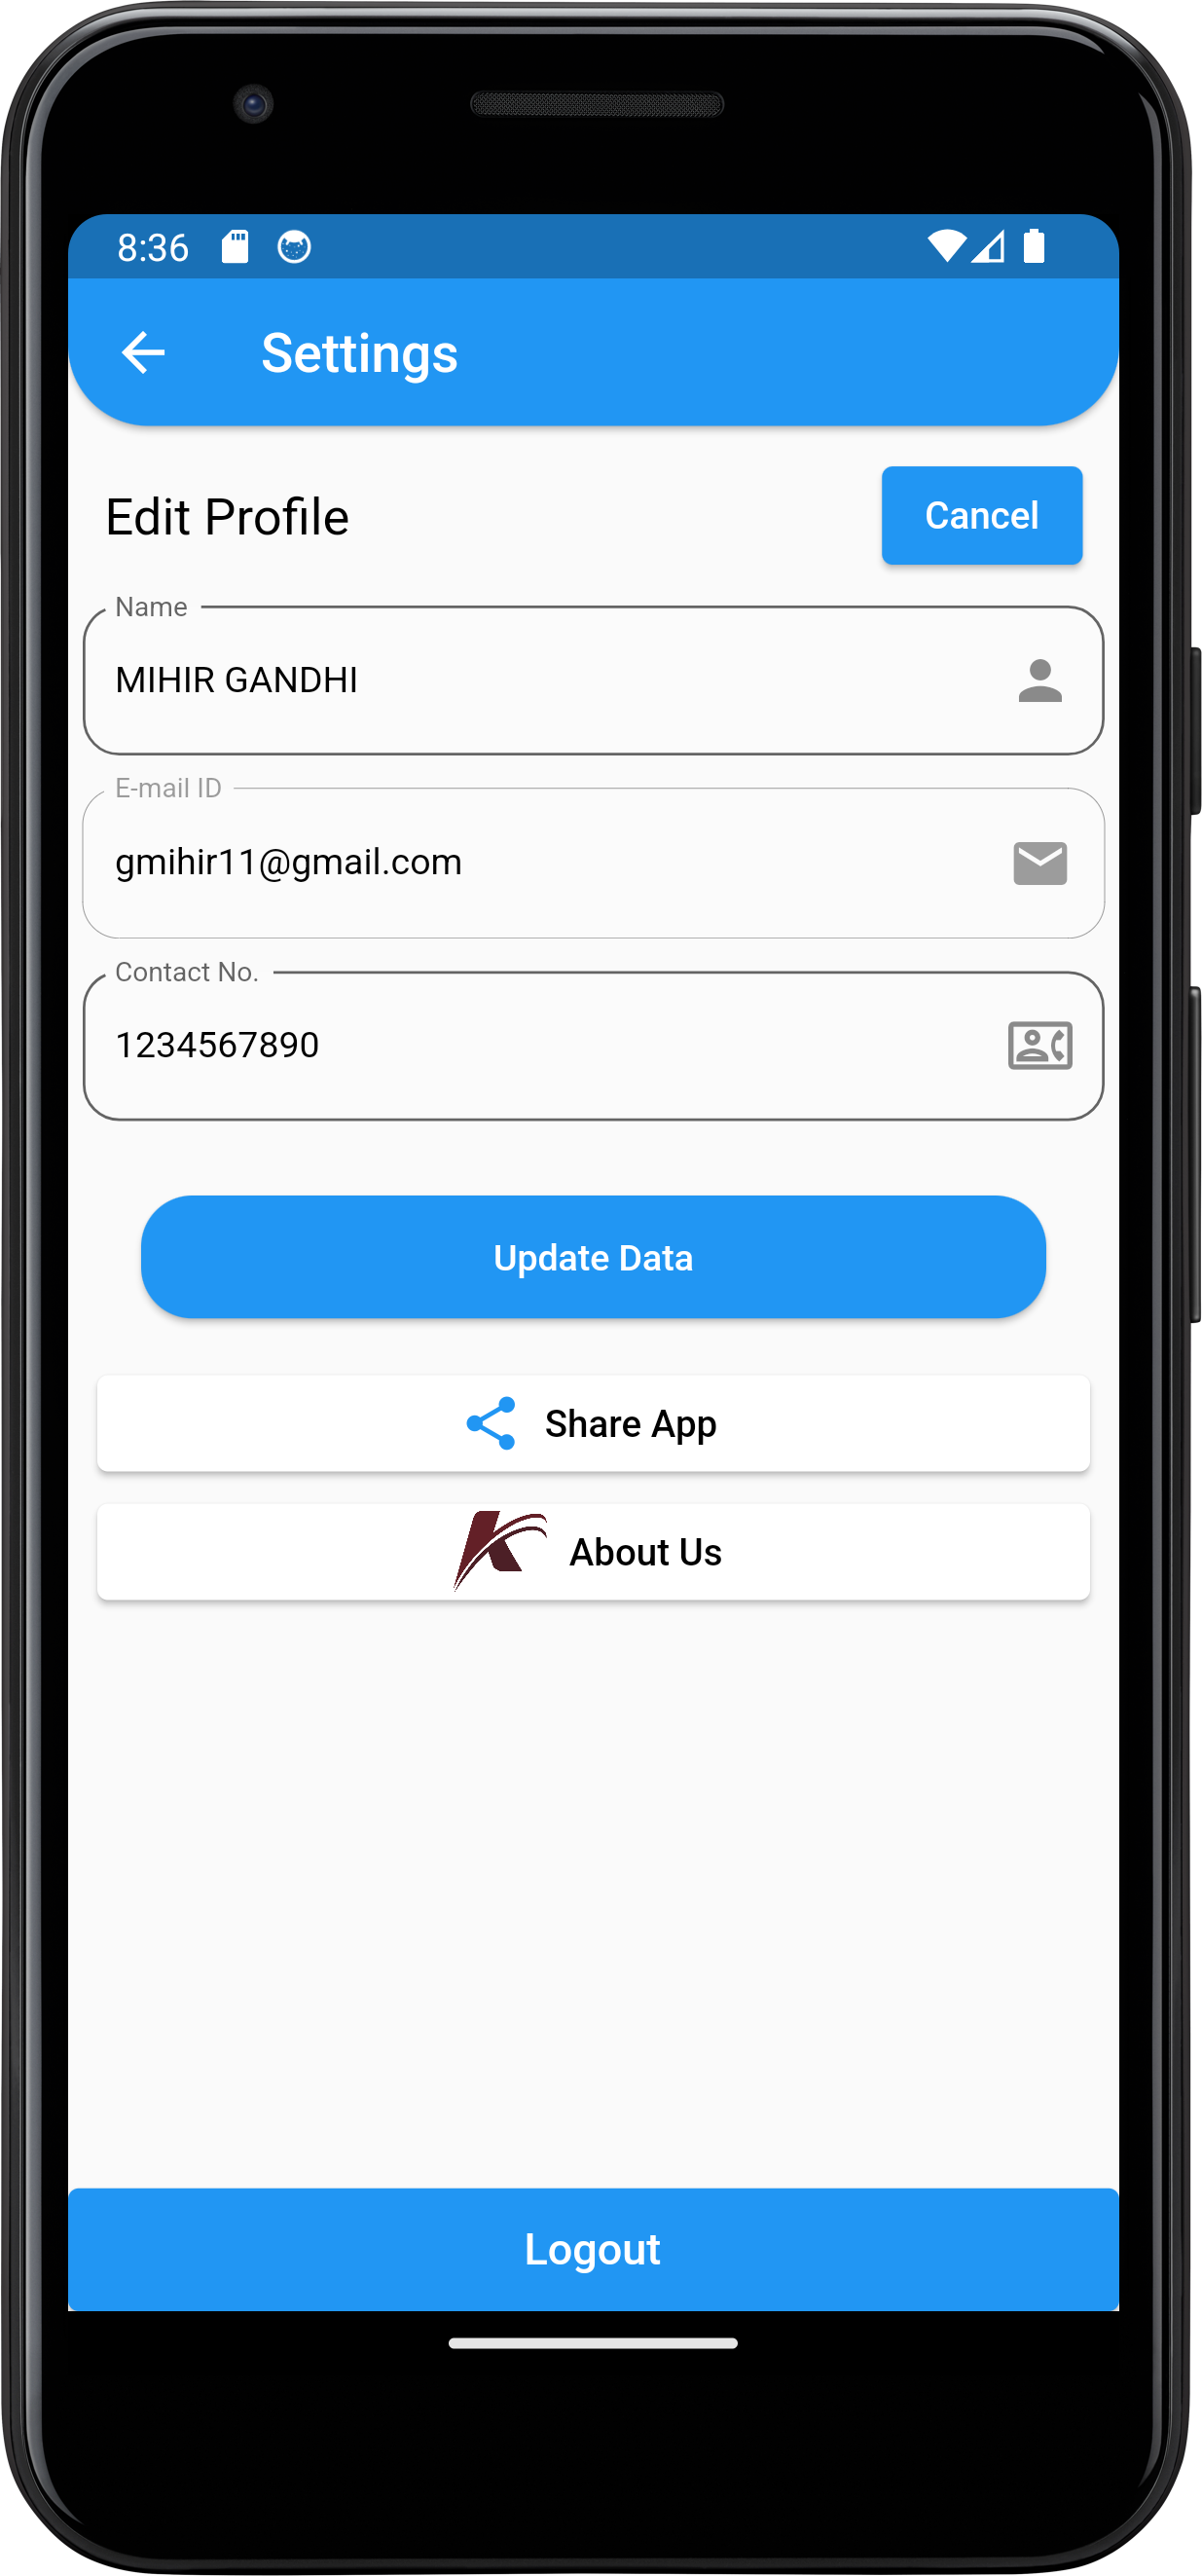 8:36
Settings
Edit Profile
Cancel
Name
MIHIR GANDHI
E-mail ID
gmihir11@gmail.com
Contact No.
1234567890
Update Data
Share App
About Us
Logout